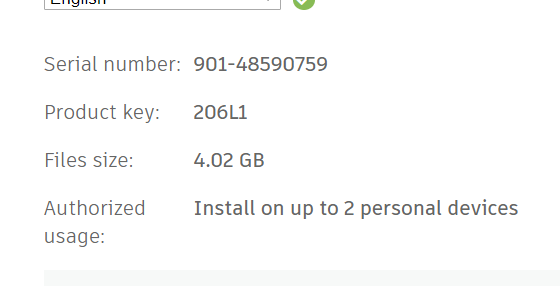 English
Serial number: 901-48590759
Product key: 206L1
Files size: 4.02 GB
Authorized usage: Install on up to 2 personal devices